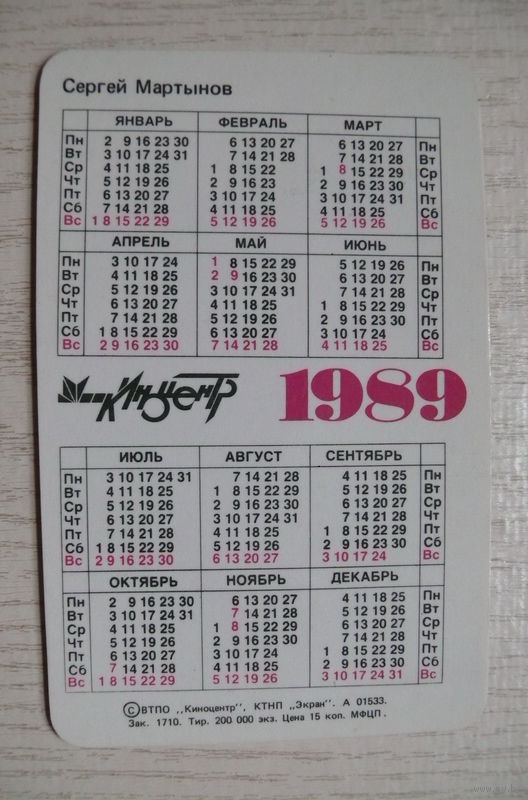 Сергей Мартынов
ЯНВАРЬ ФЕВРАЛЬ МАРТ
Пн 2 9 16 23 30 6 13 20 27 6 13 20 27 Пн
Вт 3 10 17 24 31 7 14 21 28 7 14 21 28 Вт
Ср 4 11 18 25 1 8 15 22 1 8 15 22 29 Ср
Чт 5 12 19 26 2 9 16 23 2 9 16 23 30 Чт
Пт 6 13 20 27 3 10 17 24 3 10 17 24 31 Пт
Сб 7 14 21 28 4 11 18 25 4 11 18 25 Сб
Вс 1 8 15 22 29 5 12 19 26 5 12 19 26 Вс
АПРЕЛЬ МАЙ ИЮНЬ
Пн 3 10 17 24 1 8 15 22 29 5 12 19 26 Пн
Вт 4 11 18 25 2 9 16 23 30 6 13 20 27 Вт
Ср 5 12 19 26 3 10 17 24 31 7 14 21 28 Ср
Чт 6 13 20 27 4 11 18 25 1 8 15 22 29 Чт
Пт 7 14 21 28 5 12 19 26 2 9 16 23 30 Пт
Сб 1 8 15 22 29 6 13 20 27 3 10 17 24 Сб
Вс 2 9 16 23 30 7 14 21 28 4 11 18 25 Вс
Киноцентр 1989
ИЮЛЬ АВГУСТ СЕНТЯБРЬ
Пн 3 10 17 24 31 7 14 21 28 4 11 18 25 Пн
Вт 4 11 18 25 1 8 15 22 29 5 12 19 26 Вт
Ср 5 12 19 26 2 9 16 23 30 6 13 20 27 Ср
Чт 6 13 20 27 3 10 17 24 31 7 14 21 28 Чт
Пт 7 14 21 28 4 11 18 25 1 8 15 22 29 Пт
Сб 1 8 15 22 29 5 12 19 26 2 9 16 23 30 Сб
Вс 2 9 16 23 30 6 13 20 27 3 10 17 24 Вс
ОКТЯБРЬ НОЯБРЬ ДЕКАБРЬ
Пн 2 9 16 23 30 6 13 20 27 4 11 18 25 Пн
Вт 3 10 17 24 31 7 14 21 28 5 12 19 26 Вт
Ср 4 11 18 25 1 8 15 22 29 6 13 20 27 Ср
Чт 5 12 19 26 2 9 16 23 30 7 14 21 28 Чт
Пт 6 13 20 27 3 10 17 24 1 8 15 22 29 Пт
Сб 7 14 21 28 4 11 18 25 2 9 16 23 30 Сб
Вс 1 8 15 22 29 5 12 19 26 3 10 17 24 31 Вс
© ВТПО „Киноцентр", КТНП „Экран". А 01533.
Зак. 1710. Тир. 200 000 экз. Цена 15 коп. МФЦП.